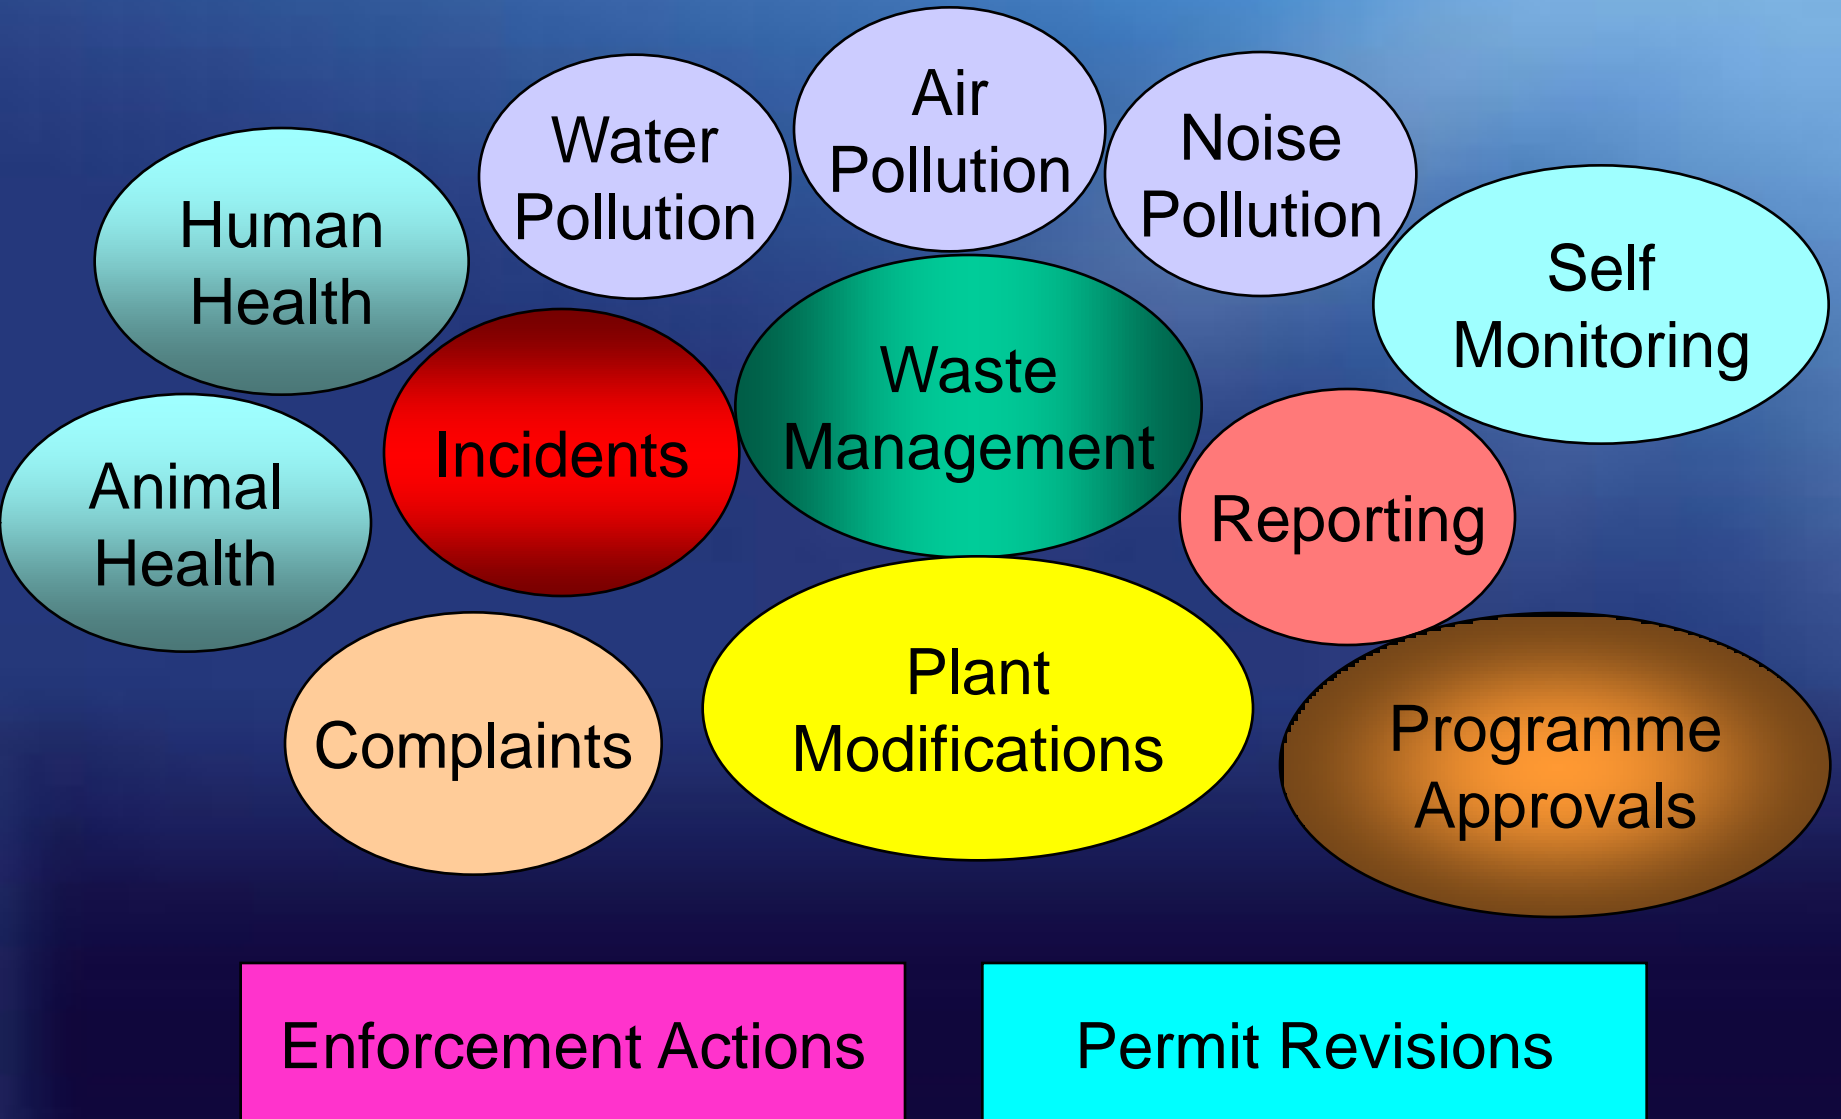 Air
Pollution
Water
Pollution
Noise
Pollution
Human
Health
Self
Monitoring
Waste
Management
Incidents
Animal
Health
Reporting
Plant
Modifications
Complaints
Programme
Approvals
Enforcement Actions
Permit Revisions